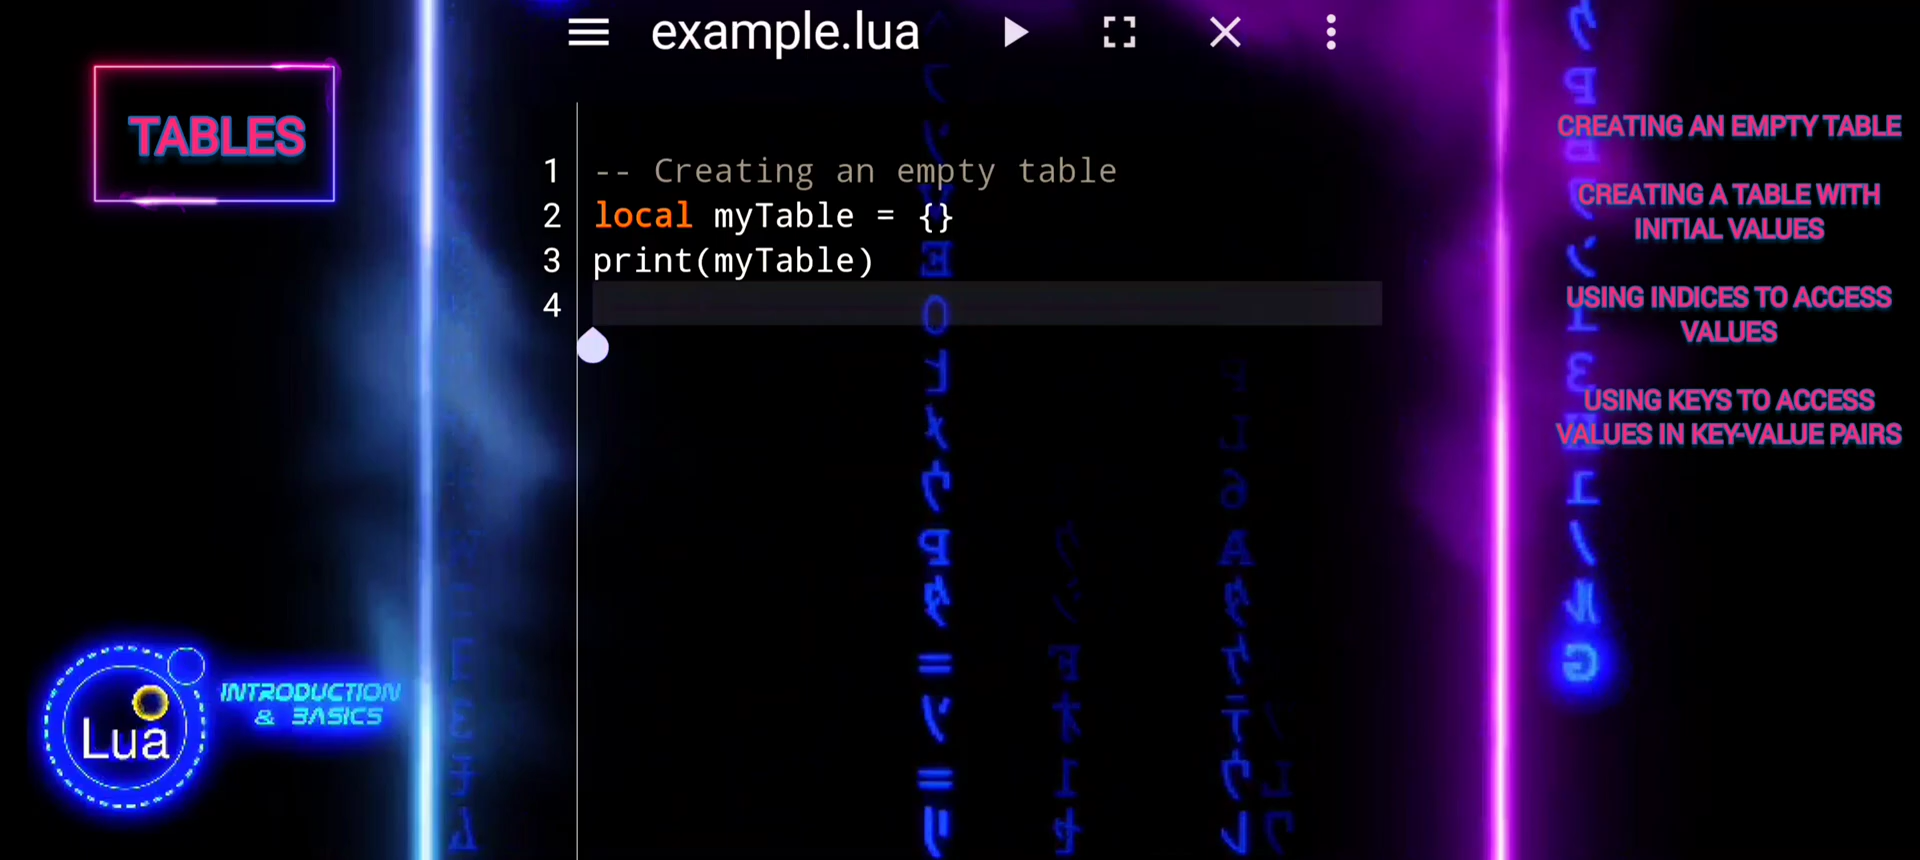 TABLES
example.lua
1 -- Creating an empty table
2 local myTable = {}
3 print(myTable)
4
CREATING AN EMPTY TABLE
CREATING A TABLE WITH
INITIAL VALUES
USING INDICES TO ACCESS
VALUES
USING KEYS TO ACCESS
VALUES IN KEY-VALUE PAIRS
Lua
INTRODUCTION
& BASICS